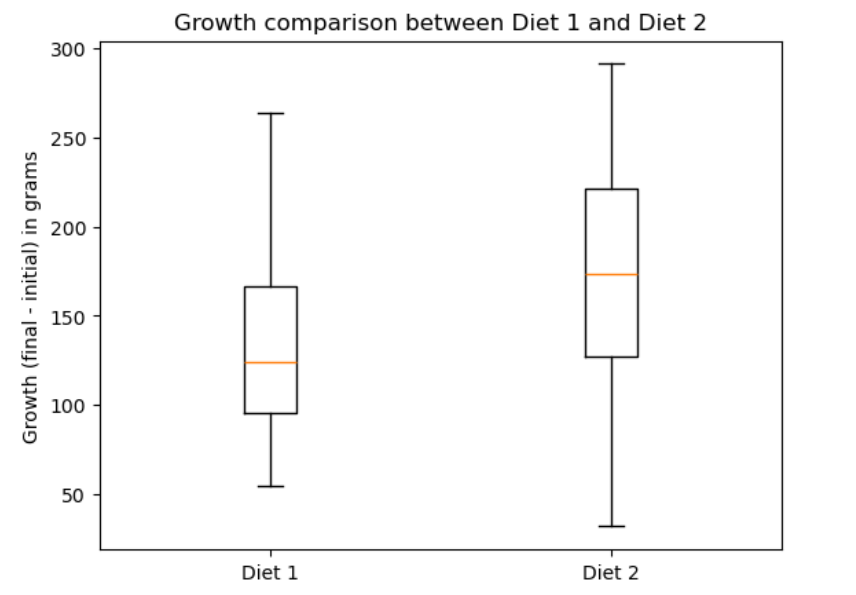 Growth comparison between Diet 1 and Diet 2
Growth (final - initial) in grams
300
250
200
150
100
50
Diet 1
Diet 2